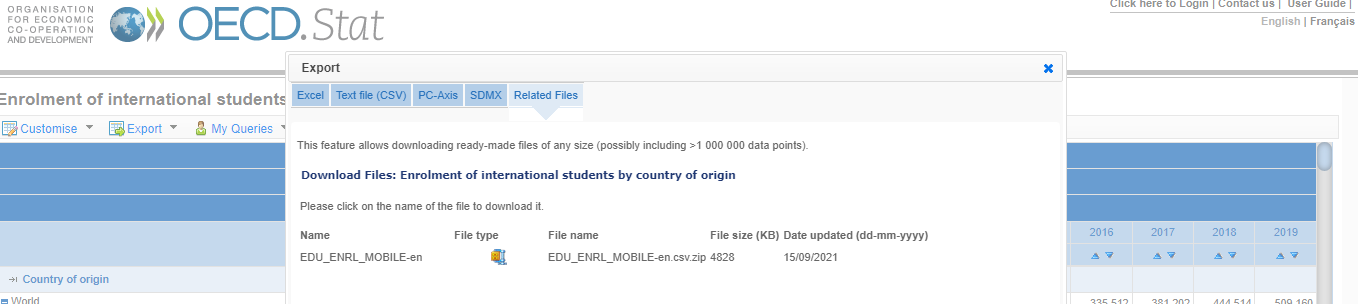 ORGANISATION
FOR ECONOMIC
CO-OPERATION
AND DEVELOPMENT
OECD.Stat
Click here to Login | Contact us | User Guide |
English | Français
Export
Excel Text file (CSV) PC-Axis SDMX Related Files
Enrolment of international students
Customise Export My Queries
This feature allows downloading ready-made files of any size (possibly including >1 000 000 data points).
Download Files: Enrolment of international students by country of origin
Please click on the name of the file to download it.
Name File type File name File size (KB) Date updated (dd-mm-yyyy)
EDU_ENRL_MOBILE-en EDU_ENRL_MOBILE-en.csv.zip 4828 15/09/2021
2016 2017 2018 2019
Country of origin
World 335,512 381,202 444,514 509,160